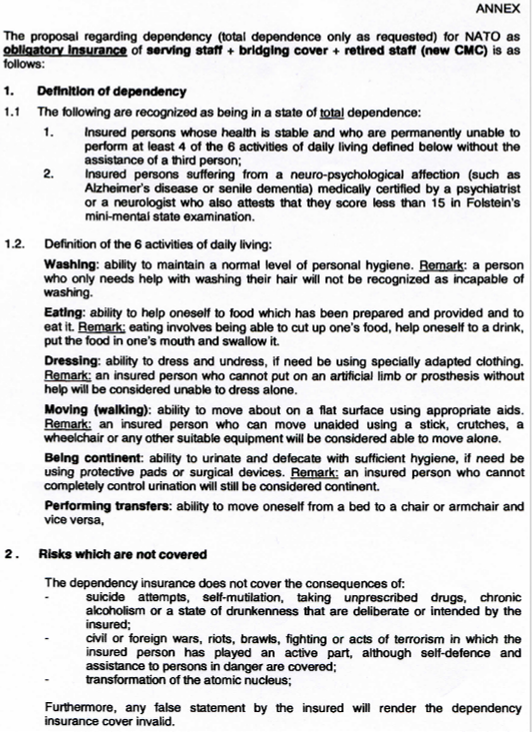 ANNEX
The proposal regarding dependency (total dependence only as requested) for NATO as
obligatory insurance of serving staff + bridging cover + retired staff (new CMC) is as
follows:
1. Definition of dependency
1.1 The following are recognized as being in a state of total dependence:
1. Insured persons whose health is stable and who are permanently unable to
perform at least 4 of the 6 activities of daily living defined below without the
assistance of a third person;
2. Insured persons suffering from a neuro-psychological affection (such as
Alzheimer's disease or senile dementia) medically certified by a psychiatrist
or a neurologist who also attests that they score less than 15 in Folstein's
mini-mental state examination.
1.2. Definition of the 6 activities of daily living:
Washing: ability to maintain a normal level of personal hygiene. Remark: a person
who only needs help with washing their hair will not be recognized as incapable of
washing.
Eating: ability to help oneself to food which has been prepared and provided and to
eat it. Remark: eating involves being able to cut up one's food, help oneself to a drink,
put the food in one's mouth and swallow it.
Dressing: ability to dress and undress, if need be using specially adapted clothing.
Remark: an insured person who cannot put on an artificial limb or prosthesis without
help will be considered unable to dress alone.
Moving (walking): ability to move about on a flat surface using appropriate aids.
Remark: an insured person who can move unaided using a stick, crutches, a
wheelchair or any other suitable equipment will be considered able to move alone.
Being continent: ability to urinate and defecate with sufficient hygiene, if need be
using protective pads or surgical devices. Remark: an insured person who cannot
completely control urination will still be considered continent.
Performing transfers: ability to move oneself from a bed to a chair or armchair and
vice versa,
2. Risks which are not covered
The dependency insurance does not cover the consequences of:
- suicide attempts, self-mutilation, taking unprescribed drugs, chronic
alcoholism or a state of drunkenness that are deliberate or intended by the
insured;
- civil or foreign wars, riots, brawls, fighting or acts of terrorism in which the
insured person has played an active part, although self-defence and
assistance to persons in danger are covered;
- transformation of the atomic nucleus;
Furthermore, any false statement by the insured will render the dependency
insurance cover invalid.